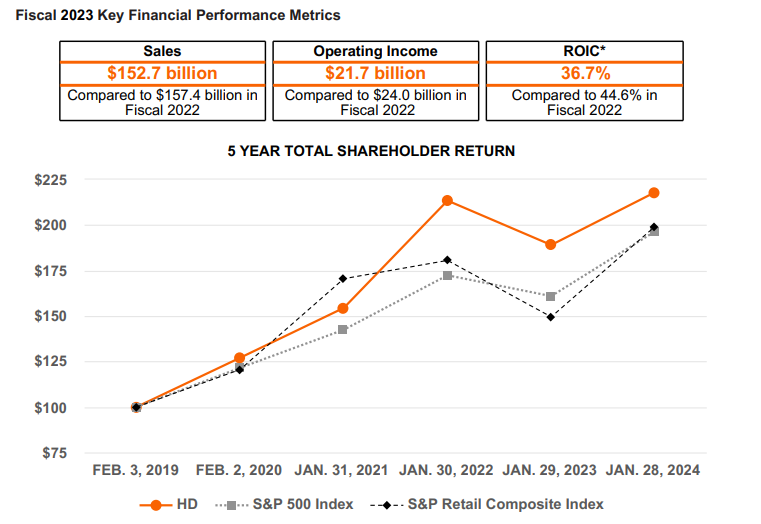 Fiscal 2023 Key Financial Performance Metrics
Sales
$152.7 billion
Compared to $157.4 billion in
Fiscal 2022
Operating Income
$21.7 billion
Compared to $24.0 billion in
Fiscal 2022
ROIC*
36.7%
Compared to 44.6% in
Fiscal 2022
5 YEAR TOTAL SHAREHOLDER RETURN
$225
$200
$175
$150
$125
$100
$75
FEB. 3, 2019 FEB. 2, 2020 JAN. 31, 2021 JAN. 30, 2022 JAN. 29, 2023 JAN. 28, 2024
HD S&P 500 Index S&P Retail Composite Index